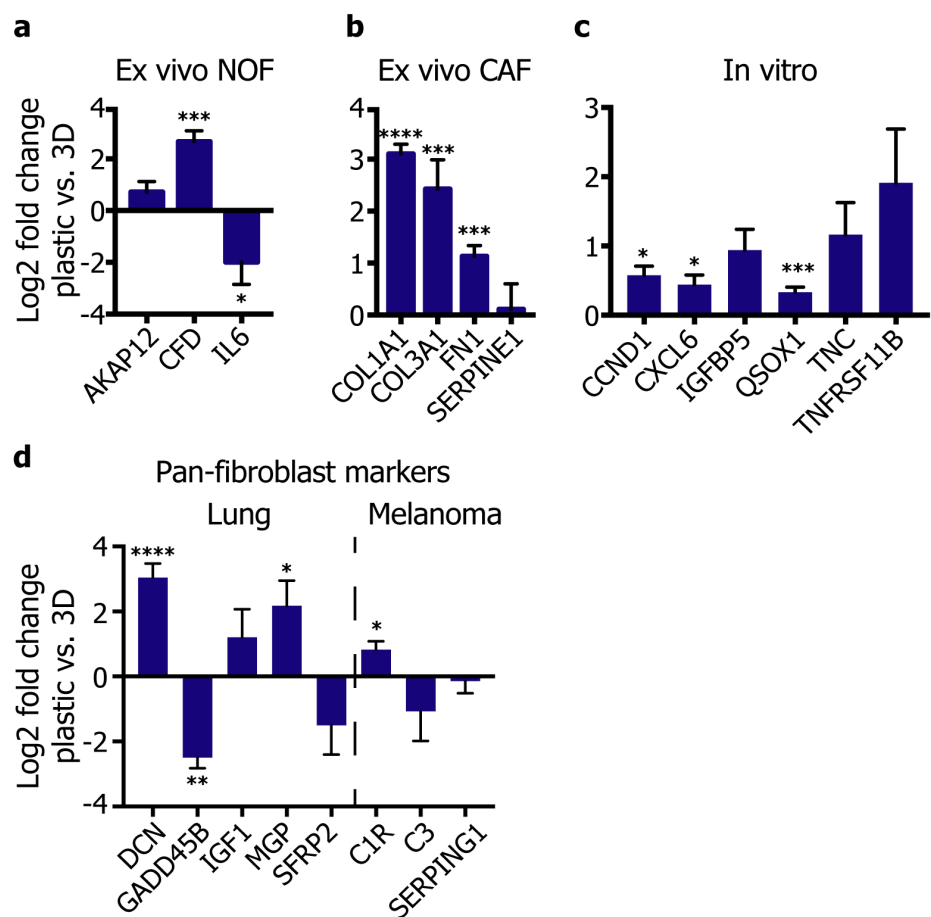 a
Ex vivo NOF
Log2 fold change
plastic vs. 3D
4
2
0
-2
-4
***
*
AKAP12
CFD
IL6
b
Ex vivo CAF
4
3
2
1
0
****
***
***
COL1A1
COL3A1
FN1
SERPINE1
c
In vitro
3
2
1
0
*
*
***
CCND1
CXCL6
IGFBP5
QSOX1
TNC
TNFRSF11B
d
Pan-fibroblast markers
Lung
Melanoma
Log2 fold change
plastic vs. 3D
4
2
0
-2
-4
****
**
*
*
DCN
GADD45B
IGF1
MGP
SFRP2
C1R
C3
SERPING1